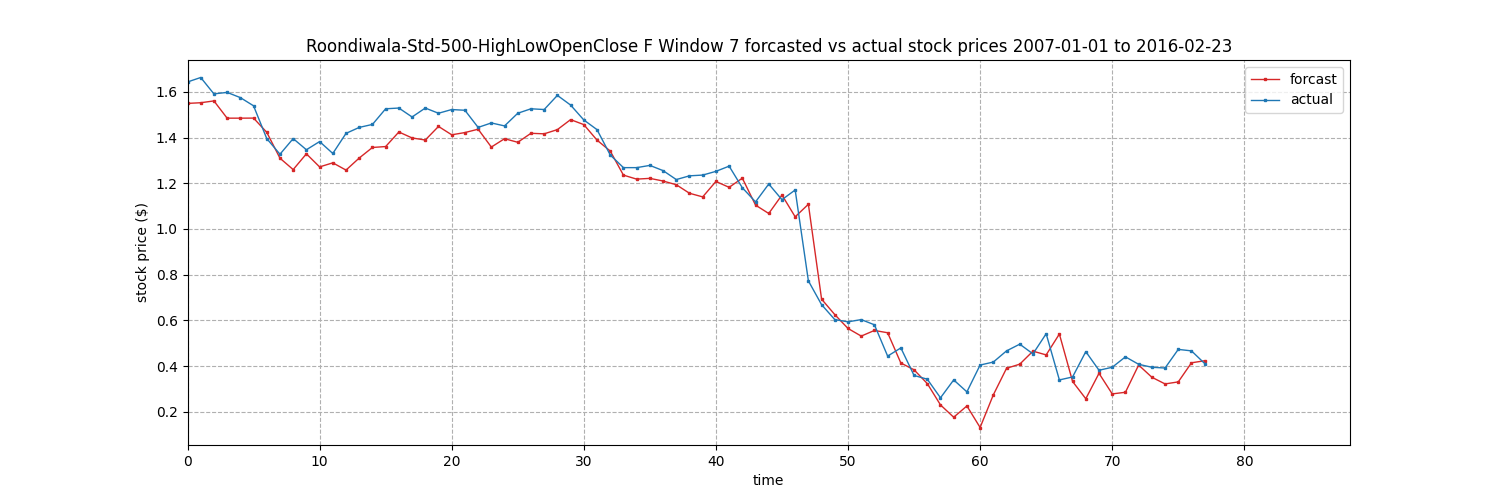 Roondiwala-Std-500-HighLowOpenClose F Window 7 forcasted vs actual stock prices 2007-01-01 to 2016-02-23
forcast
actual
1.6
1.4
1.2
1.0
0.8
0.6
0.4
0.2
stock price ($)
0 10 20 30 40 50 60 70 80
time